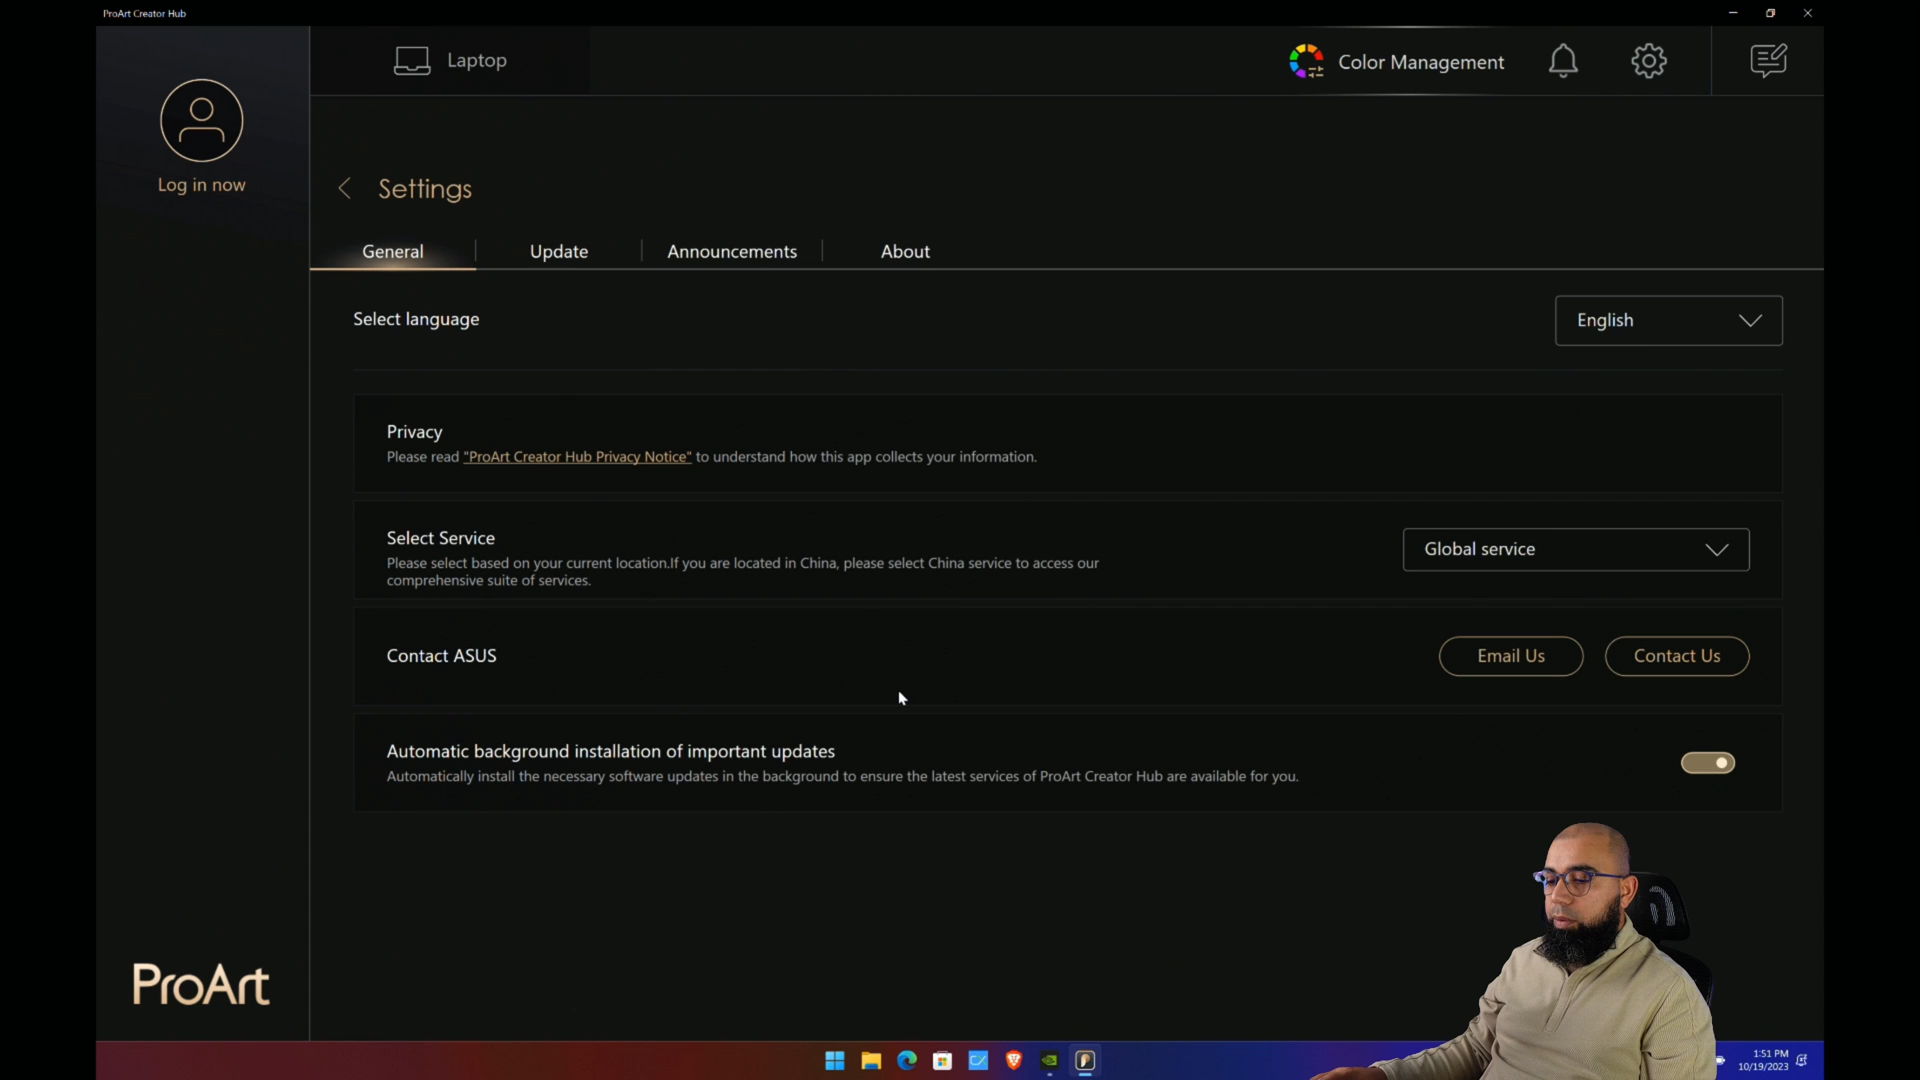 ProArt Creator Hub
Laptop
Color Management
Log in now
Settings
General
Update
Announcements
About
Select language
English
Privacy
Please read "ProArt Creator Hub Privacy Notice" to understand how this app collects your information.
Select Service
Please select based on your current location.If you are located in China, please select China service to access our
comprehensive suite of services.
Global service
Contact ASUS
Email Us
Contact Us
Automatic background installation of important updates
Automatically install the necessary software updates in the background to ensure the latest services of ProArt Creator Hub are available for you.
ProArt
1:51 PM
10/19/2023